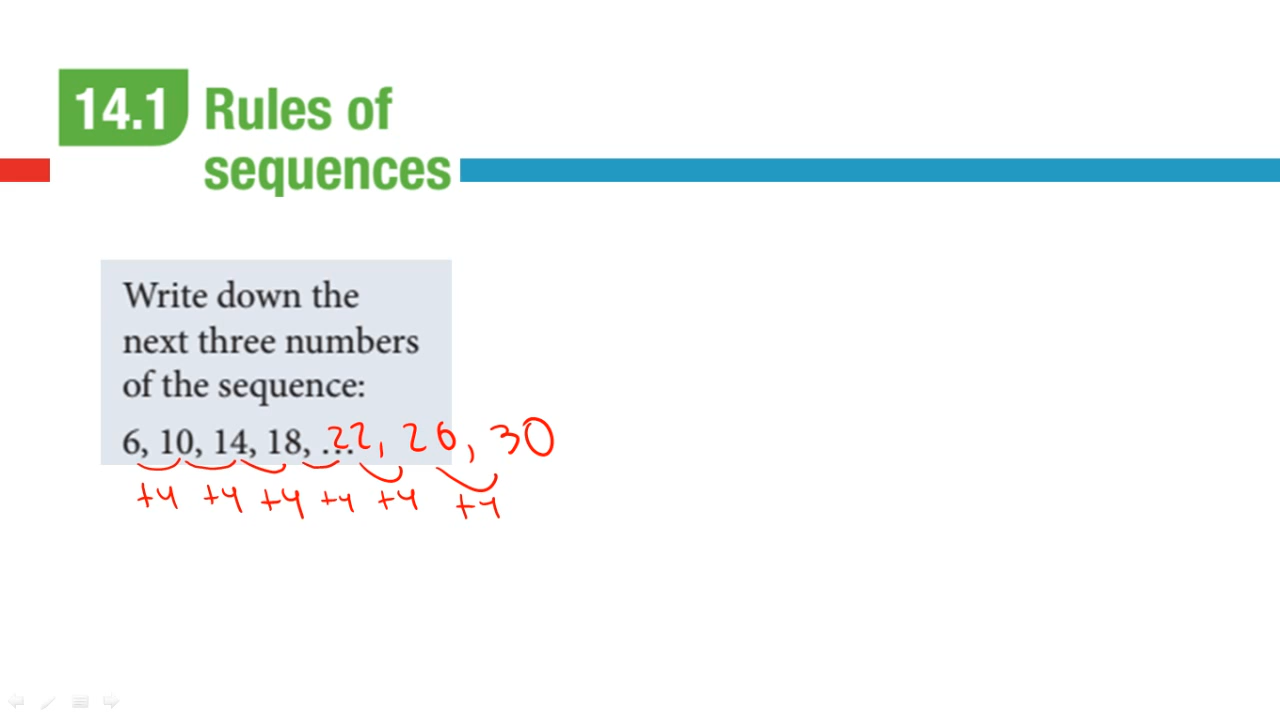 14.1 Rules of
sequences
Write down the
next three numbers
of the sequence:
6, 10, 14, 18, ... 22, 26, 30
+4 +4 +4 +4 +4 +4